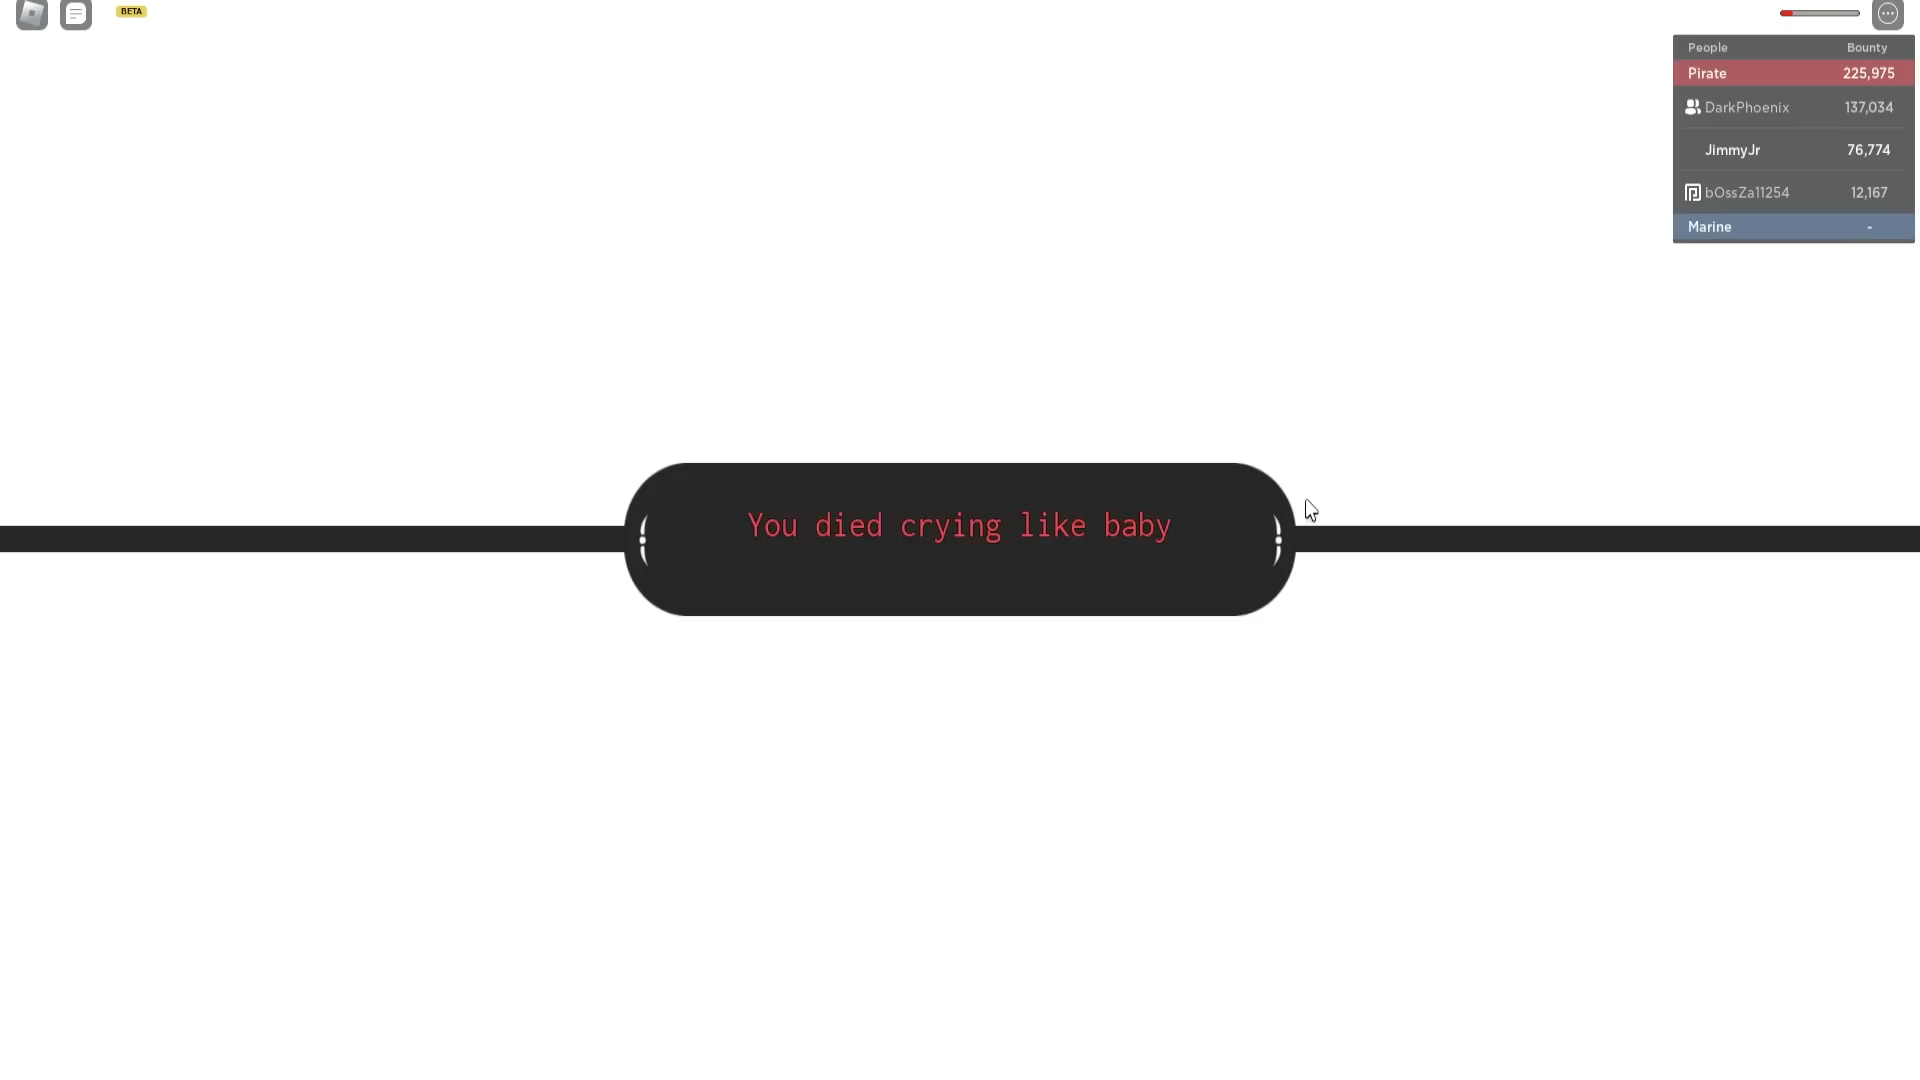 BETA
People Bounty
Pirate 225,975
DarkPhoenix 137,034
JimmyJr 76,774
bOssZa11254 12,167
Marine -
You died crying like baby